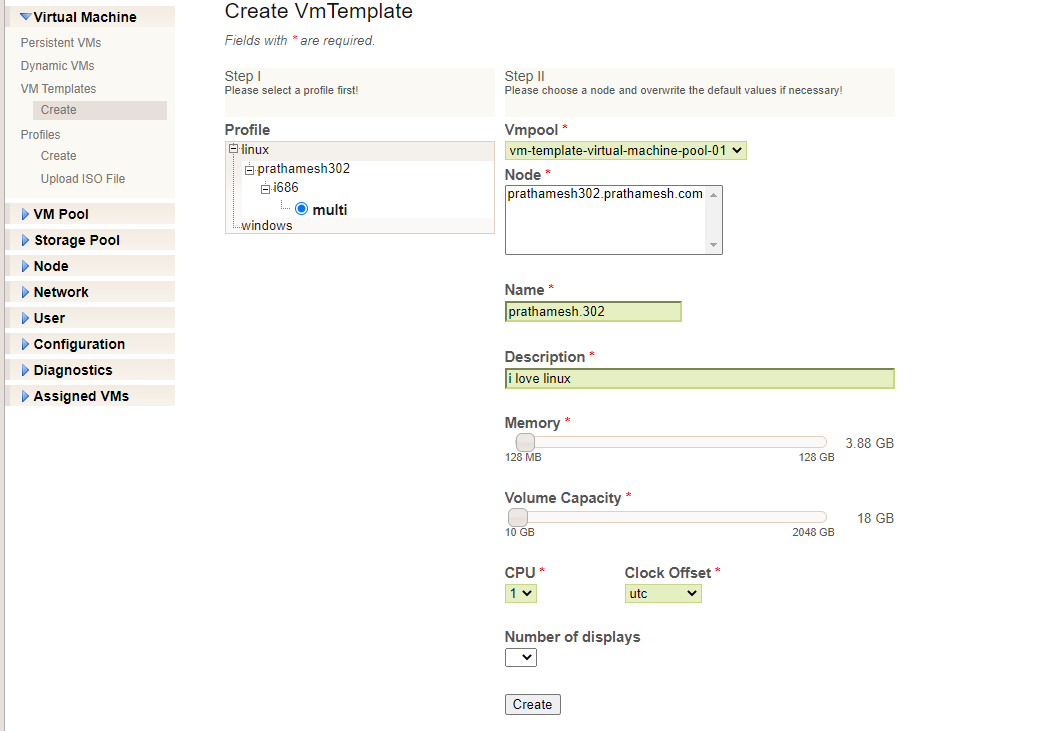 Virtual Machine
Persistent VMs
Dynamic VMs
VM Templates
Create
Profiles
Create
Upload ISO File
VM Pool
Storage Pool
Node
Network
User
Configuration
Diagnostics
Assigned VMs
Create VmTemplate
Fields with * are required.
Step I
Please select a profile first!
Profile
linux
prathamesh302
i686
multi
windows
Step II
Please choose a node and overwrite the default values if necessary!
Vmpool *
vm-template-virtual-machine-pool-01
Node *
prathamesh302.prathamesh.com
Name *
prathamesh.302
Description *
i love linux
Memory *
3.88 GB
128 MB 128 GB
Volume Capacity *
18 GB
10 GB 2048 GB
CPU * Clock Offset *
1 utc
Number of displays
Create